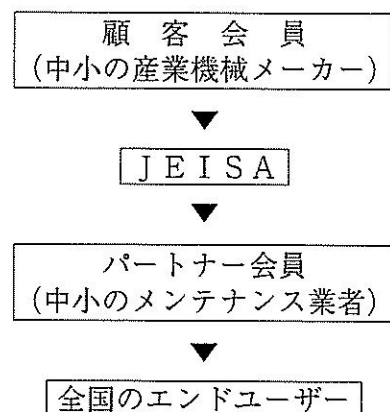 顧客会員
(中小の産業機械メーカー)
JEISA
パートナー会員
(中小のメンテナンス業者)
全国のエンドユーザー